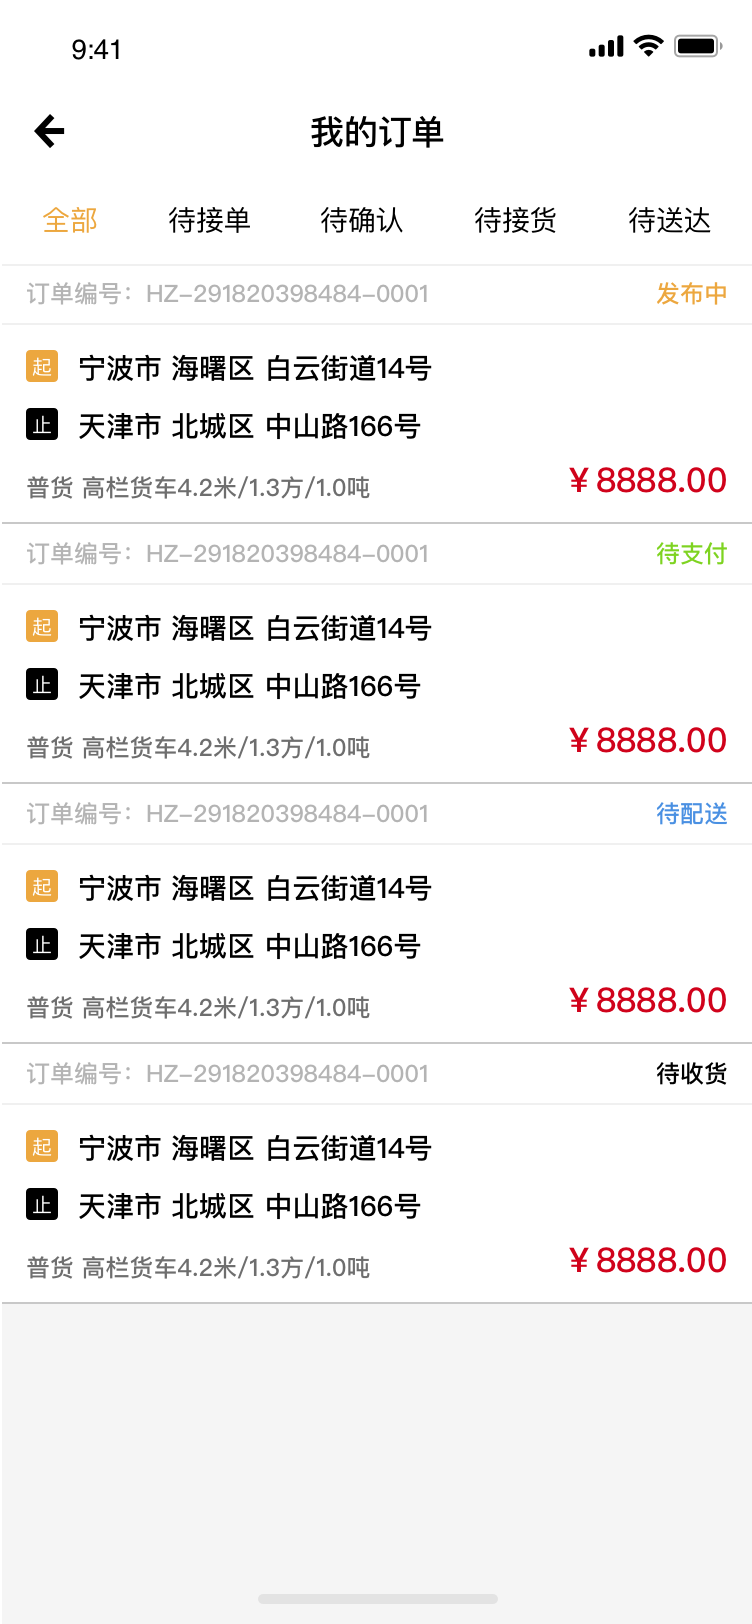 9:41
我的订单
全部 待接单 待确认 待接货 待送达
订单编号：HZ-291820398484-0001 发布中
起 宁波市 海曙区 白云街道14号
止 天津市 北城区 中山路166号
普货 高栏货车4.2米/1.3方/1.0吨 ¥8888.00
订单编号：HZ-291820398484-0001 待支付
起 宁波市 海曙区 白云街道14号
止 天津市 北城区 中山路166号
普货 高栏货车4.2米/1.3方/1.0吨 ¥8888.00
订单编号：HZ-291820398484-0001 待配送
起 宁波市 海曙区 白云街道14号
止 天津市 北城区 中山路166号
普货 高栏货车4.2米/1.3方/1.0吨 ¥8888.00
订单编号：HZ-291820398484-0001 待收货
起 宁波市 海曙区 白云街道14号
止 天津市 北城区 中山路166号
普货 高栏货车4.2米/1.3方/1.0吨 ¥8888.00